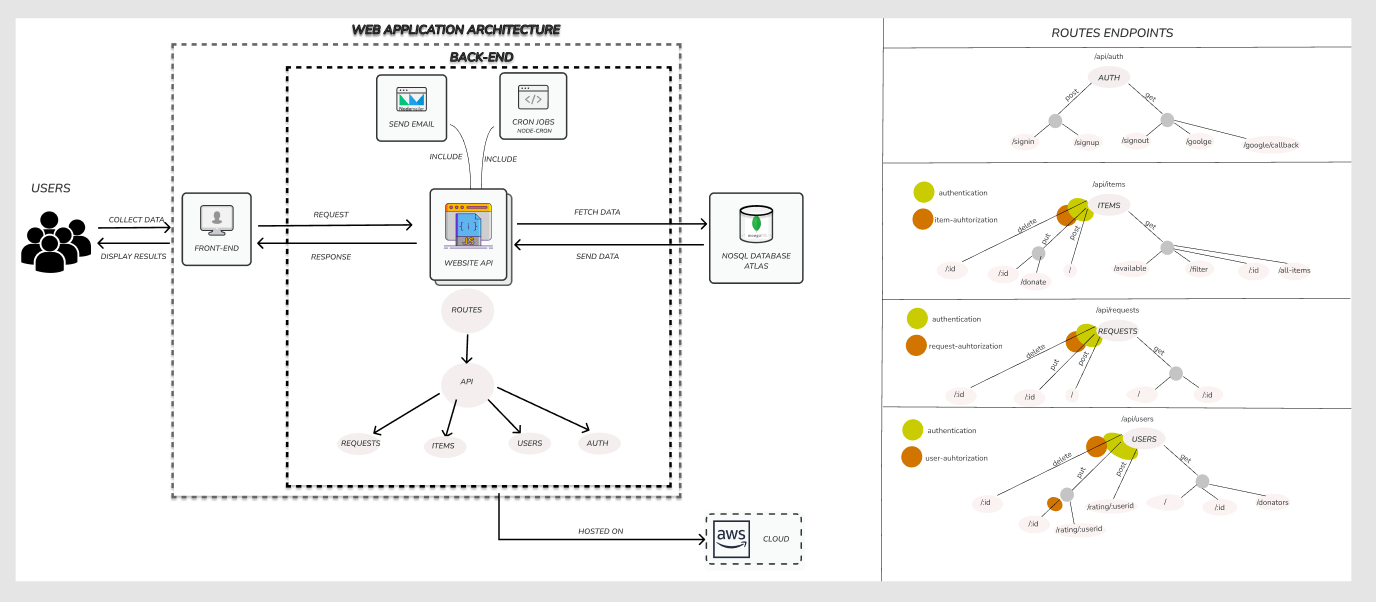 WEB APPLICATION ARCHITECTURE
BACK-END
SEND EMAIL
CRON JOBS
NODE-CRON
INCLUDE
INCLUDE
USERS
COLLECT DATA
DISPLAY RESULTS
FRONT-END
REQUEST
RESPONSE
JS
WEBSITE API
FETCH DATA
SEND DATA
NOSQL DATABASE
ATLAS
ROUTES
API
REQUESTS
ITEMS
USERS
AUTH
HOSTED ON
aws
CLOUD
ROUTES ENDPOINTS
/api/auth
AUTH
post
get
/signin
/signup
/signout
/goolge
/google/callback
/api/items
authentication
item-auhtorization
ITEMS
delete
put
post
get
/:id
/:id
/donate
/
/available
/filter
/:id
/all-items
/api/requests
authentication
request-auhtorization
REQUESTS
delete
put
post
get
/:id
/:id
/
/
/:id
/api/users
authentication
user-auhtorization
USERS
delete
put
post
get
/:id
/:id
/rating/:userid
/rating/:userid
/
/:id
/donators